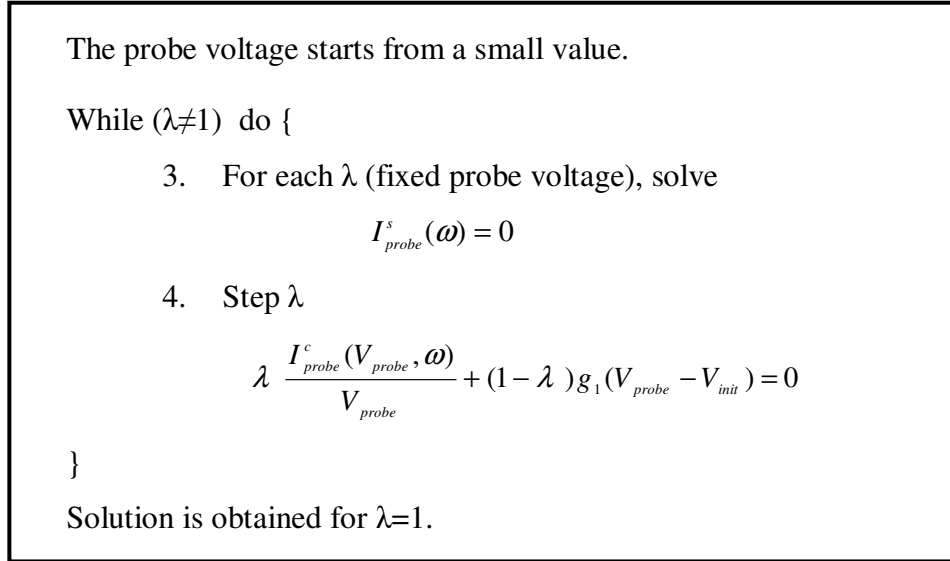 The probe voltage starts from a small value.
While (λ≠1) do {
3. For each λ (fixed probe voltage), solve
I^s_probe(ω) = 0
4. Step λ
λ I^c_probe(V_probe, ω) / V_probe + (1 − λ) g_1(V_probe − V_init) = 0
}
Solution is obtained for λ=1.